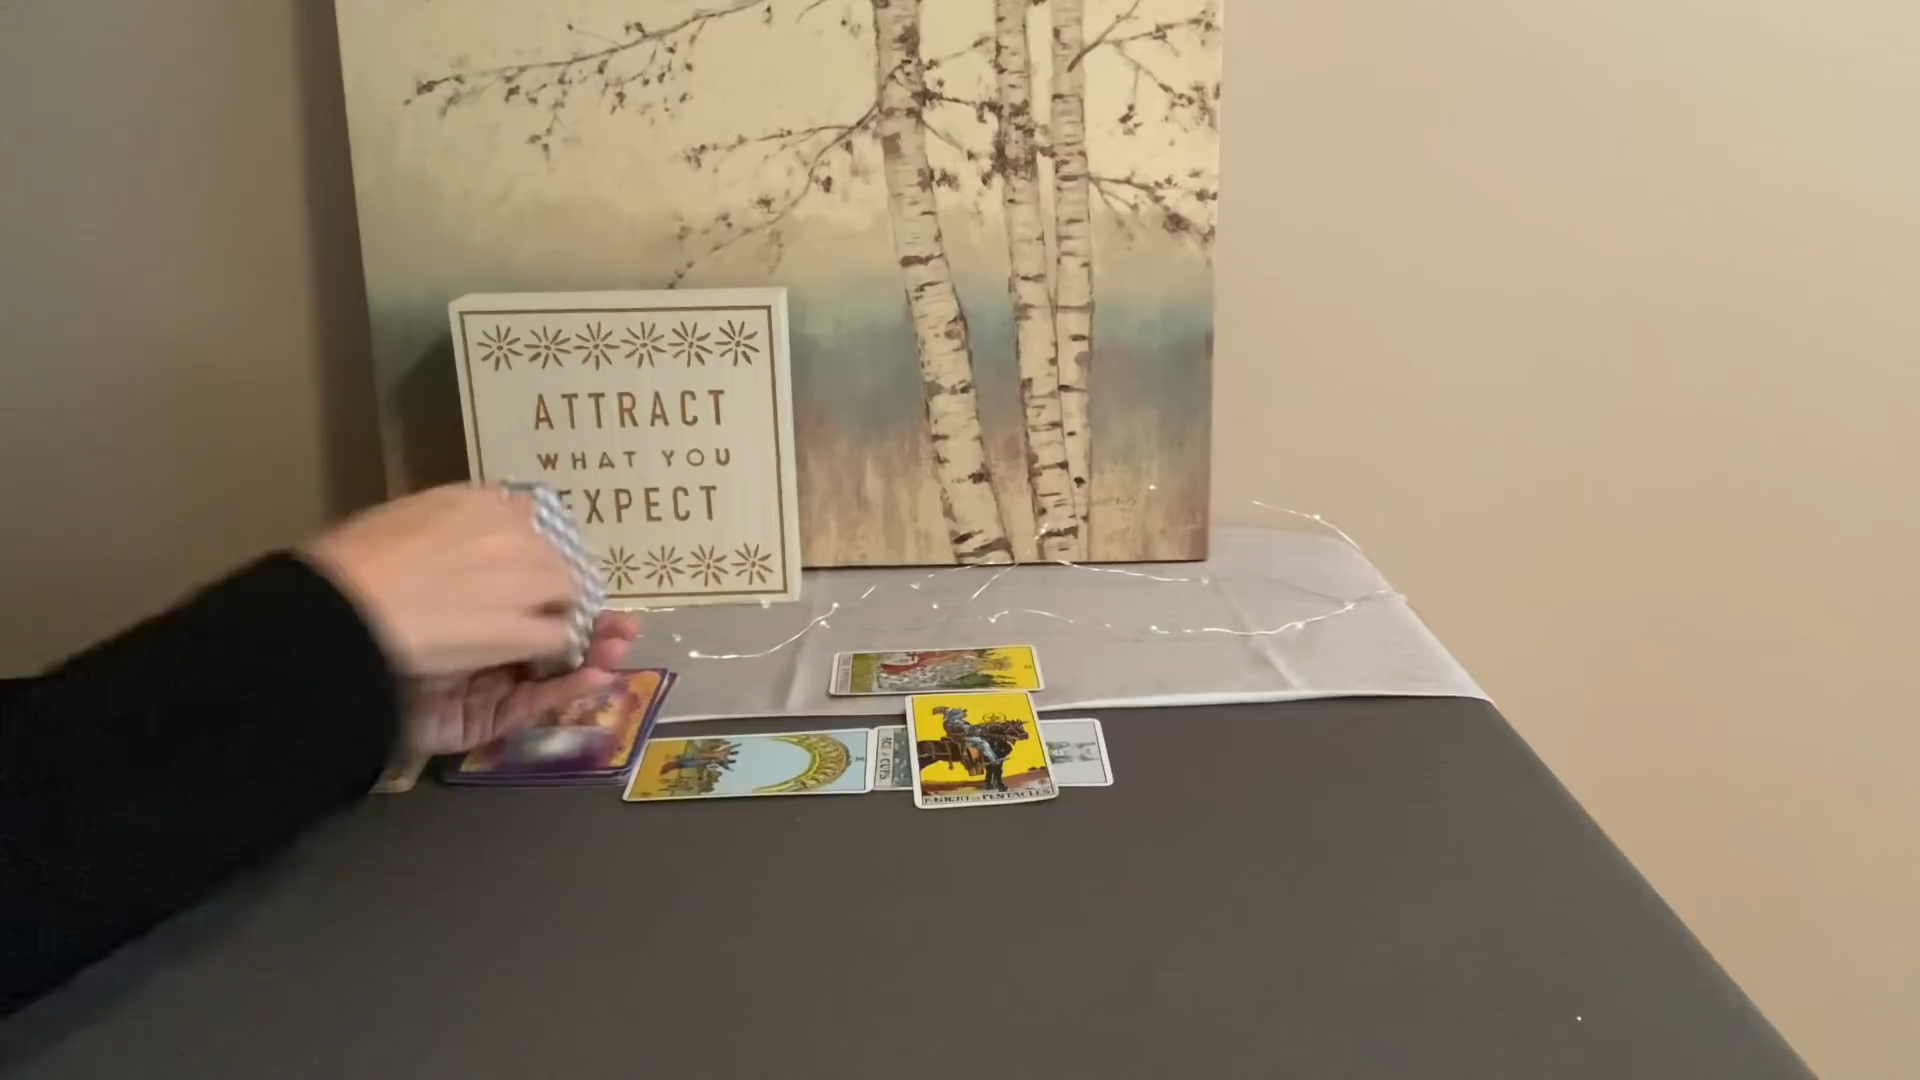 ATTRACT
WHAT YOU
EXPECT
ACE of CUPS
KNIGHT of PENTACLES